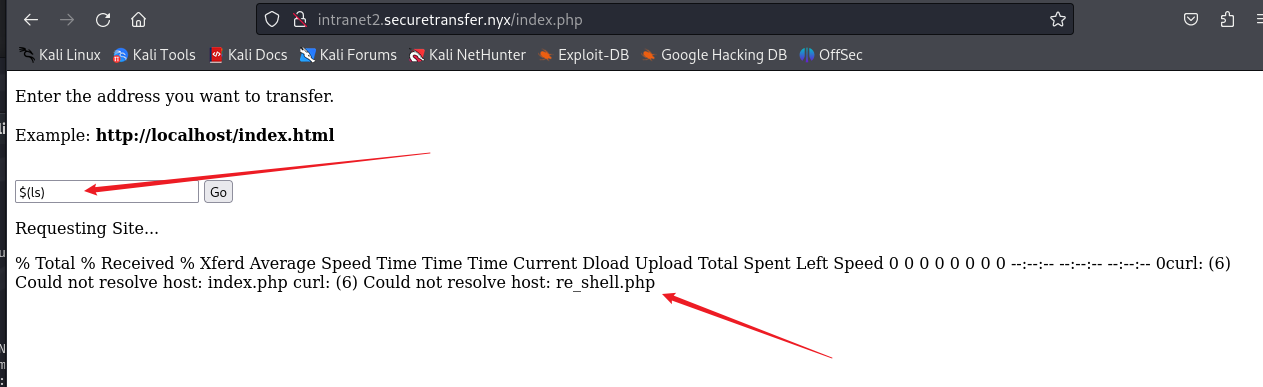 intranet2.securetransfer.nyx/index.php
Kali Linux Kali Tools Kali Docs Kali Forums Kali NetHunter Exploit-DB Google Hacking DB OffSec
Enter the address you want to transfer.
Example: http://localhost/index.html
$(ls) Go
Requesting Site...
% Total % Received % Xferd Average Speed Time Time Time Current Dload Upload Total Spent Left Speed 0 0 0 0 0 0 0 0 --:--:-- --:--:-- --:--:-- 0curl: (6)
Could not resolve host: index.php curl: (6) Could not resolve host: re_shell.php